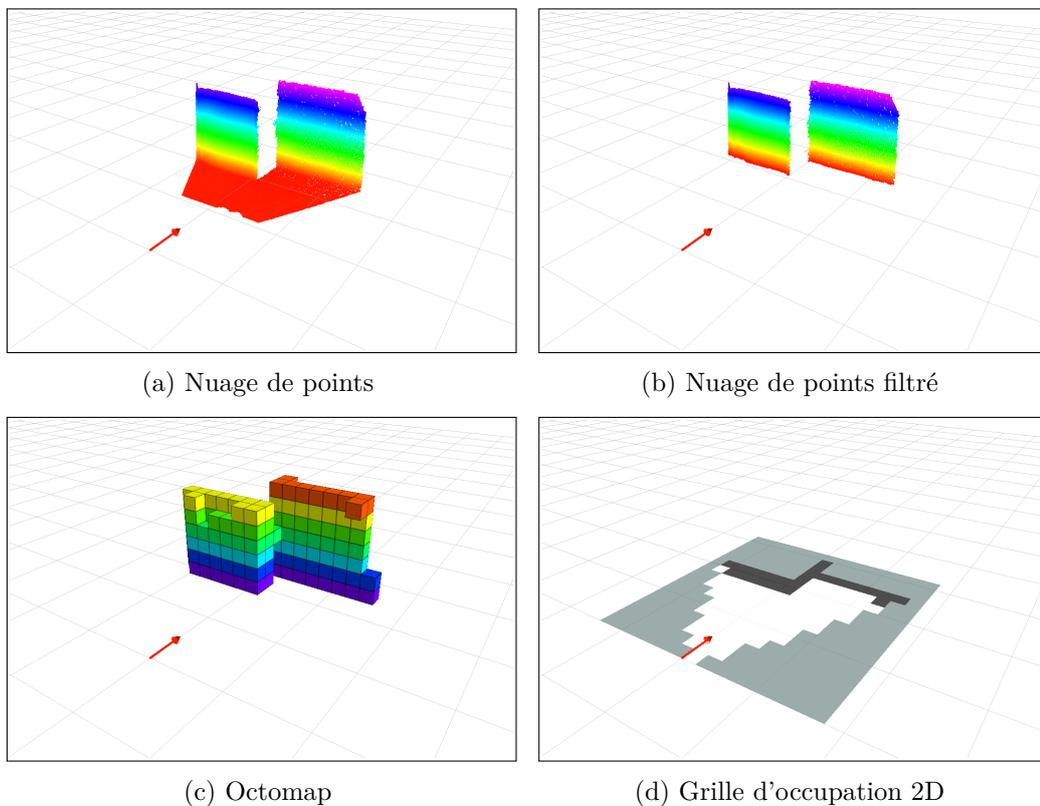 (a) Nuage de points
(b) Nuage de points filtré
(c) Octomap
(d) Grille d'occupation 2D